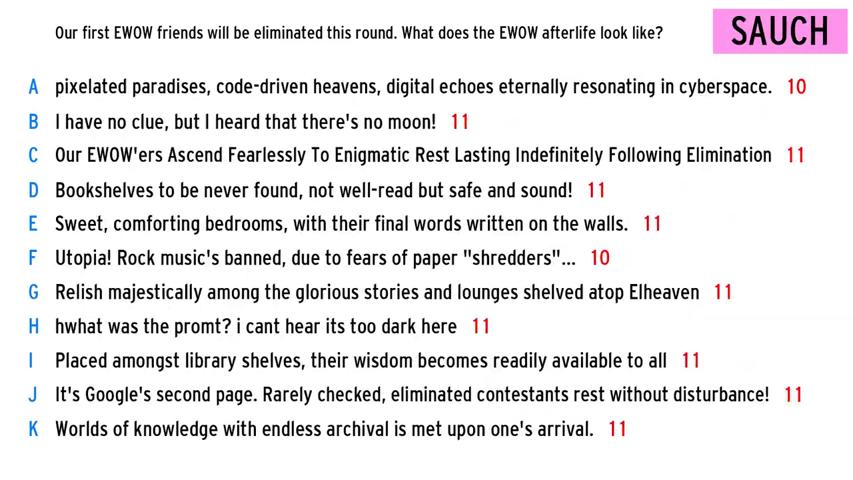 Our first EWOW friends will be eliminated this round. What does the EWOW afterlife look like?
SAUCH
A pixelated paradises, code-driven heavens, digital echoes eternally resonating in cyberspace. 10
B I have no clue, but I heard that there's no moon! 11
C Our EWOW'ers Ascend Fearlessly To Enigmatic Rest Lasting Indefinitely Following Elimination 11
D Bookshelves to be never found, not well-read but safe and sound! 11
E Sweet, comforting bedrooms, with their final words written on the walls. 11
F Utopia! Rock music's banned, due to fears of paper "shredders"... 10
G Relish majestically among the glorious stories and lounges shelved atop Elheaven 11
H hwhat was the promt? i cant hear its too dark here 11
I Placed amongst library shelves, their wisdom becomes readily available to all 11
J It's Google's second page. Rarely checked, eliminated contestants rest without disturbance! 11
K Worlds of knowledge with endless archival is met upon one's arrival. 11